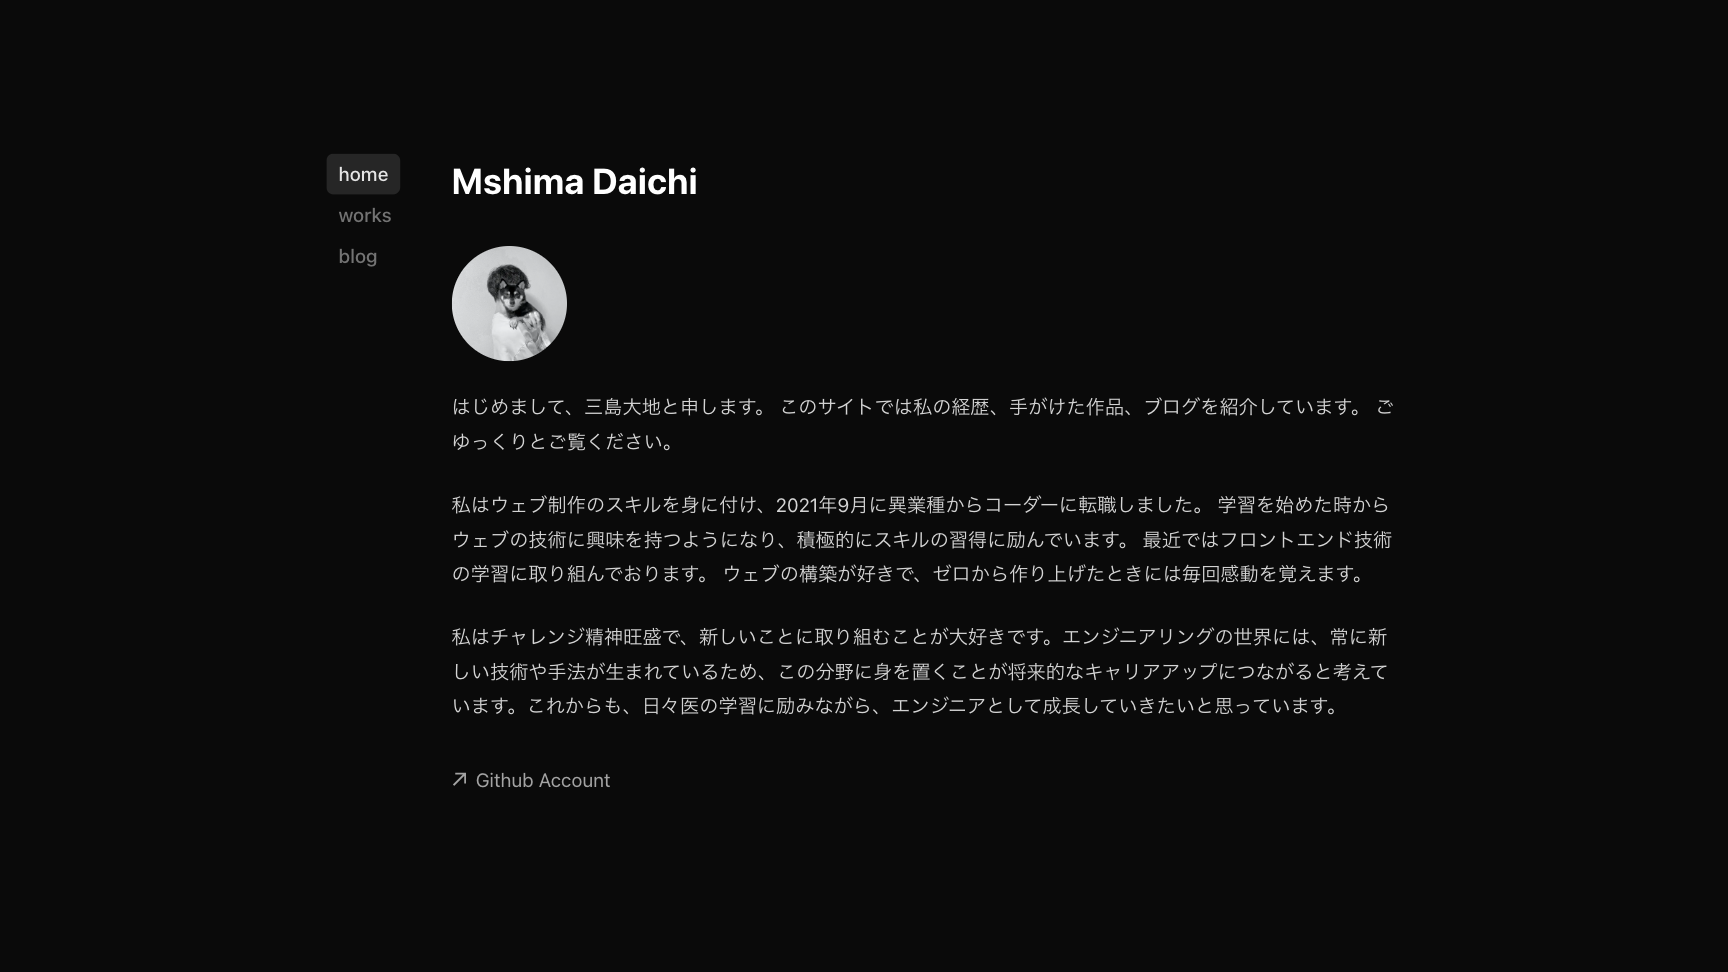 home
works
blog
Mshima Daichi
はじめまして、三島大地と申します。 このサイトでは私の経歴、手がけた作品、ブログを紹介しています。 ご
ゆっくりとご覧ください。
私はウェブ制作のスキルを身に付け、2021年9月に異業種からコーダーに転職しました。 学習を始めた時から
ウェブの技術に興味を持つようになり、積極的にスキルの習得に励んでいます。 最近ではフロントエンド技術
の学習に取り組んでおります。 ウェブの構築が好きで、ゼロから作り上げたときには毎回感動を覚えます。
私はチャレンジ精神旺盛で、新しいことに取り組むことが大好きです。エンジニアリングの世界には、常に新
しい技術や手法が生まれているため、この分野に身を置くことが将来的なキャリアアップにつながると考えて
います。これからも、日々医の学習に励みながら、エンジニアとして成長していきたいと思っています。
Github Account